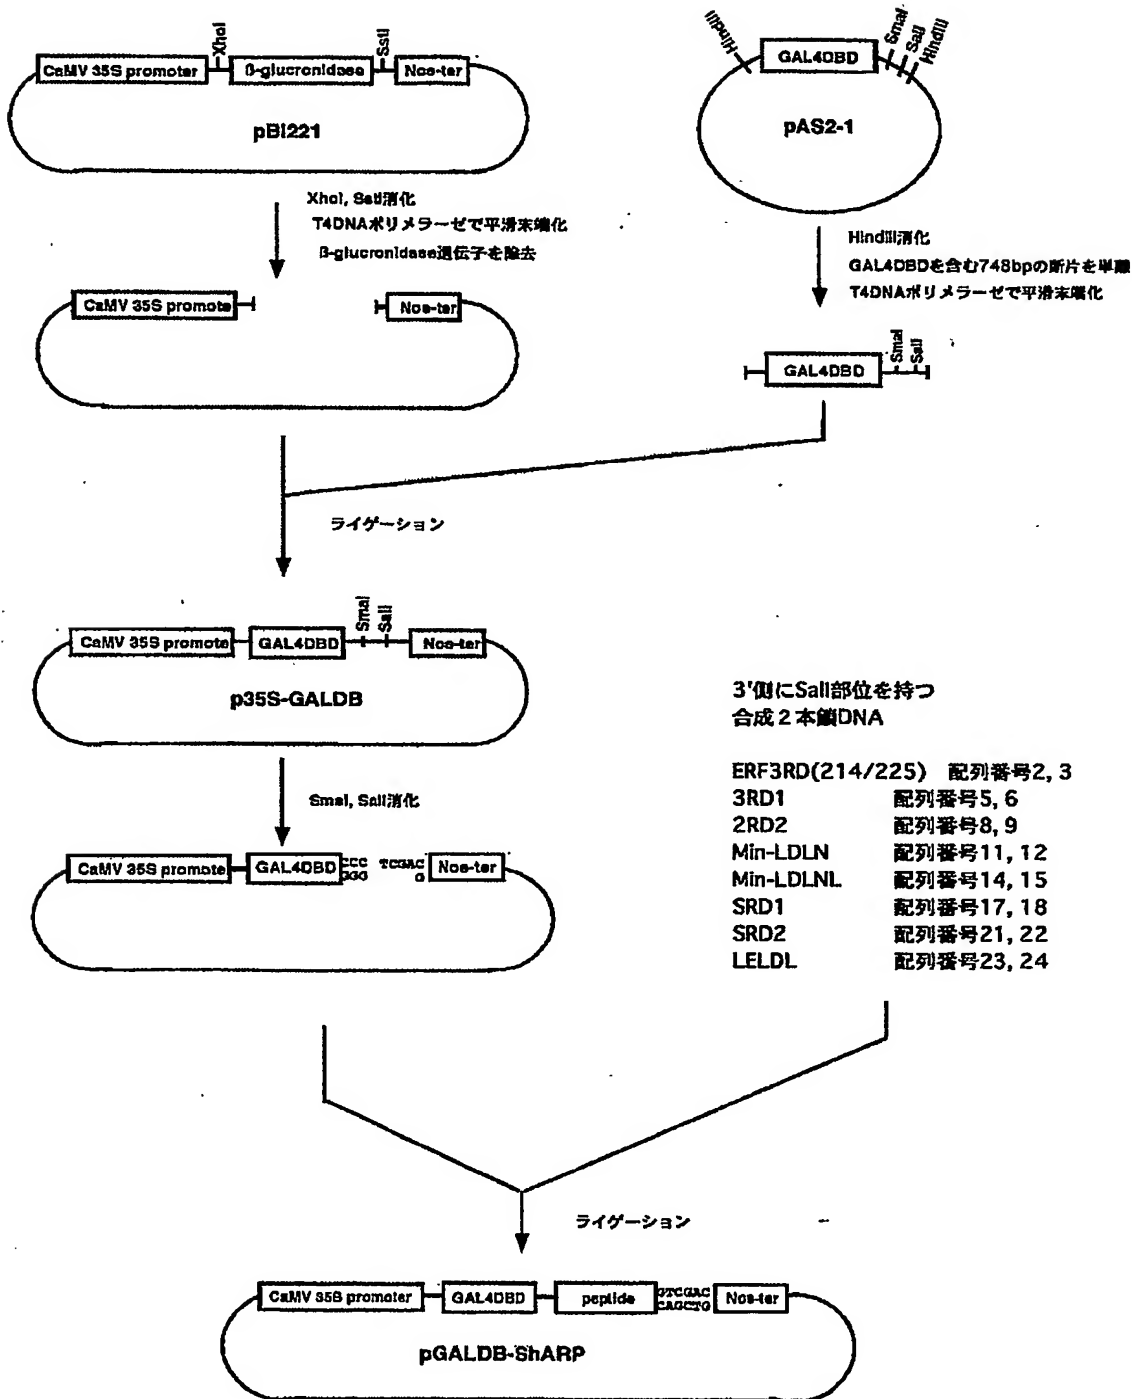 XhoI
SstI
CaMV 35S promoter
β-glucronidase
Nos-ter
pBI221
HindIII
GAL4DBD
SmaI
SalI
HindIII
pAS2-1
XhoI, SstI消化
T4DNAポリメラーゼで平滑末端化
β-glucronidase遺伝子を除去
HindIII消化
GAL4DBDを含む748bpの断片を単離
T4DNAポリメラーゼで平滑末端化
CaMV 35S promote
Nos-ter
GAL4DBD
SmaI
SalI
ライゲーション
CaMV 35S promote
GAL4DBD
SmaI
SalI
Nos-ter
p35S-GALDB
SmaI, SalI消化
CaMV 35S promote
GAL4DBD
CCC
GGG
TCGAC
G
Nos-ter
3'側にSalI部位を持つ
合成２本鎖DNA
ERF3RD(214/225) 配列番号2, 3
3RD1 配列番号5, 6
2RD2 配列番号8, 9
Min-LDLN 配列番号11, 12
Min-LDLNL 配列番号14, 15
SRD1 配列番号17, 18
SRD2 配列番号21, 22
LELDL 配列番号23, 24
ライゲーション
CaMV 35S promoter
GAL4DBD
peptide
GTCGAC
CAGCTG
Nos-ter
pGALDB-ShARP